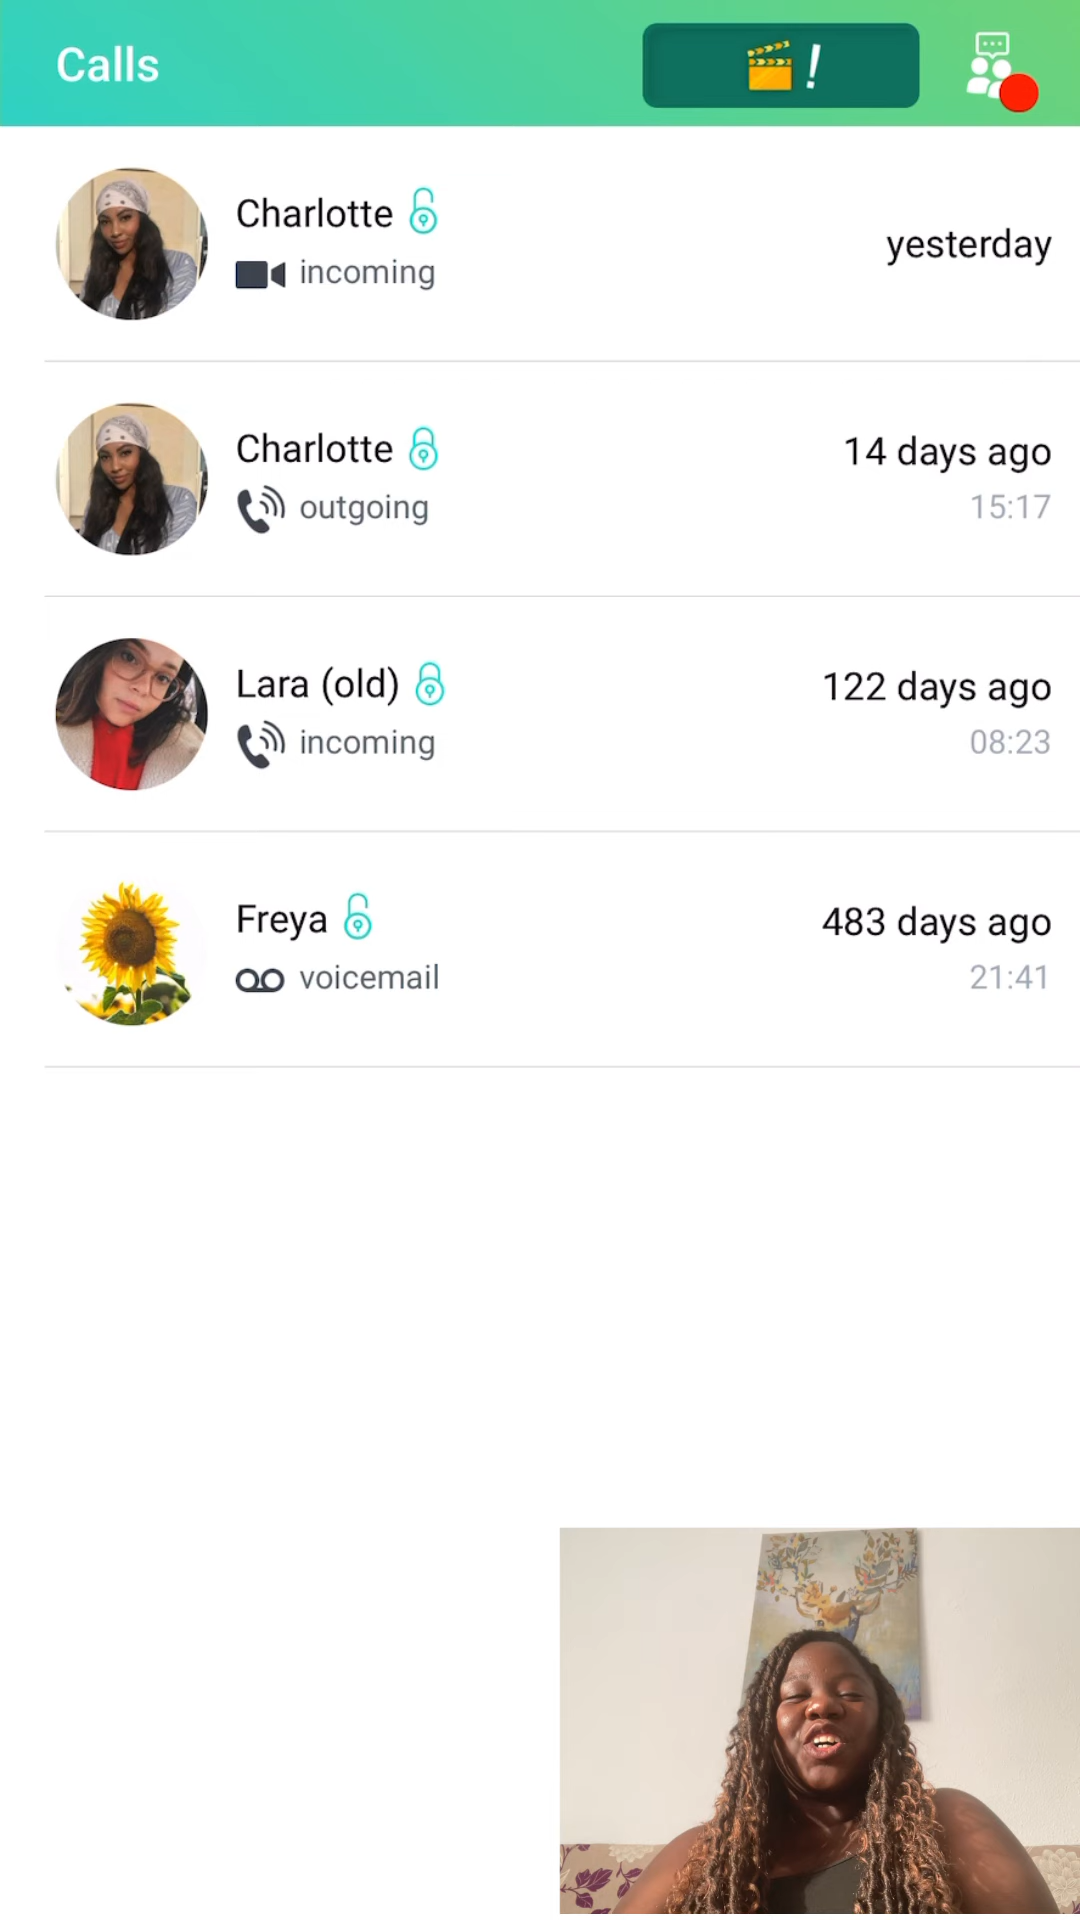 Calls
!
Charlotte
incoming
yesterday
Charlotte
outgoing
14 days ago
15:17
Lara (old)
incoming
122 days ago
08:23
Freya
voicemail
483 days ago
21:41